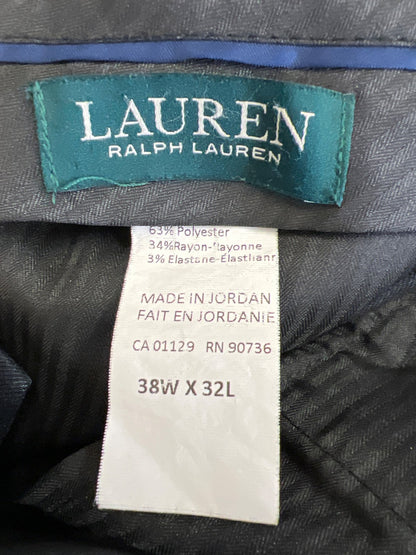 LAUREN
RALPH LAUREN
63% Polyester
34%Rayon-Rayonne
3% Elastane-Élasthann
MADE IN JORDAN
FAIT EN JORDANIE
CA 01129 RN 90736
38W X 32L